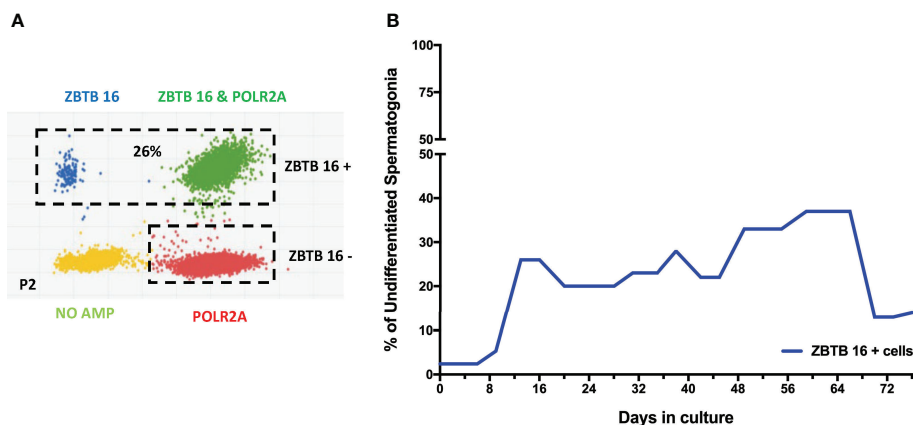 A
ZBTB 16
ZBTB 16 & POLR2A
26%
ZBTB 16 +
ZBTB 16 -
P2
NO AMP
POLR2A
B
% of Undifferentiated Spermatogonia
100
75
50
50
40
30
20
10
0
0 8 16 24 32 40 48 56 64 72
ZBTB 16 + cells
Days in culture